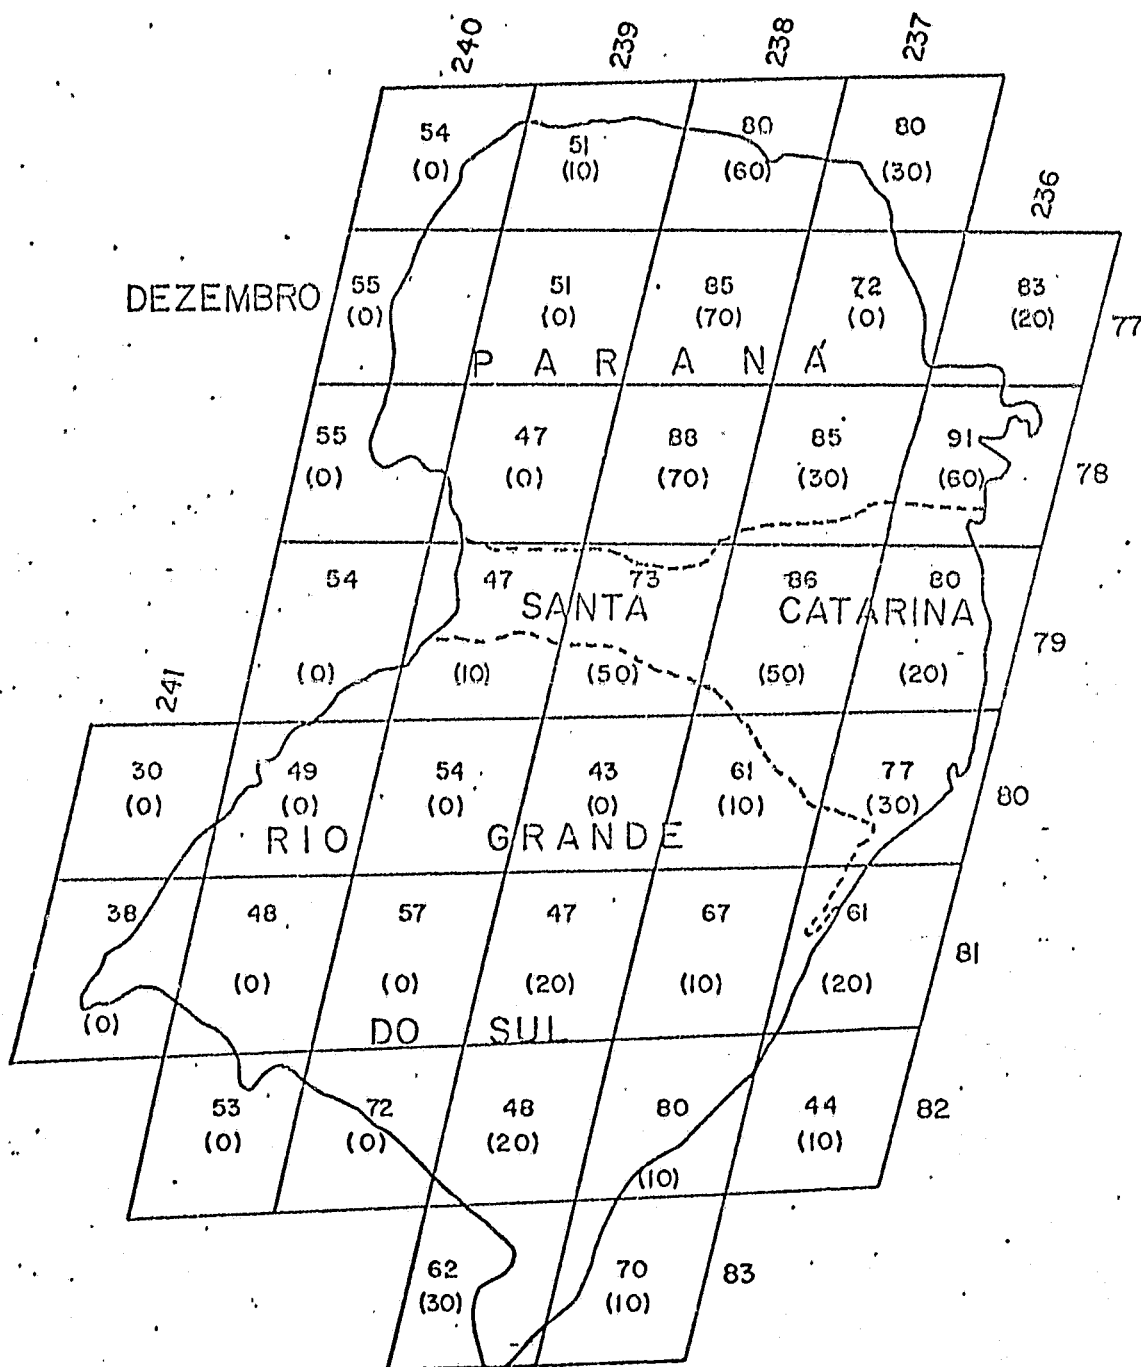 240 239 238 237
54 51 80 80
(0) (10) (60) (30)
236
DEZEMBRO 55 51 85 72 83
(0) (0) (70) (0) (20) 77
PARANÁ
55 47 88 85 91
(0) (0) (70) (30) (60) 78
54 47 73 86 80
SANTA CATARINA
79
(0) (10) (50) (50) (20)
241
30 49 54 43 61 77
(0) (0) (0) (0) (10) (30) 80
RIO GRANDE
38 48 57 47 67 61
81
(0) (0) (20) (10) (20)
(0)
DO SUL
53 72 48 80 44 82
(0) (0) (20) (10)
(10)
62 70 83
(30) (10)